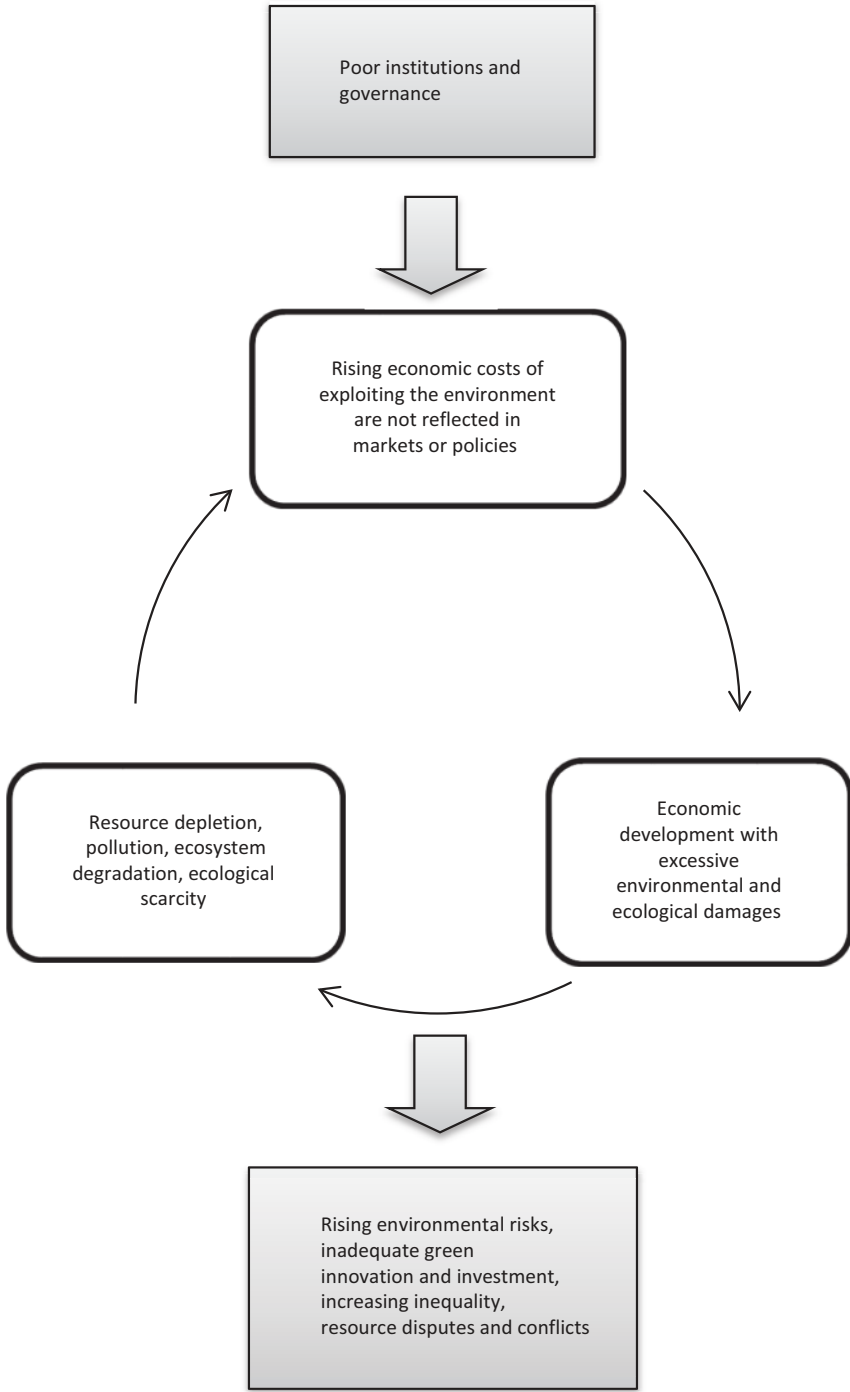 Poor institutions and
governance
Rising economic costs of
exploiting the environment
are not reflected in
markets or policies
Resource depletion,
pollution, ecosystem
degradation, ecological
scarcity
Economic
development with
excessive
environmental and
ecological damages
Rising environmental risks,
inadequate green
innovation and investment,
increasing inequality,
resource disputes and conflicts